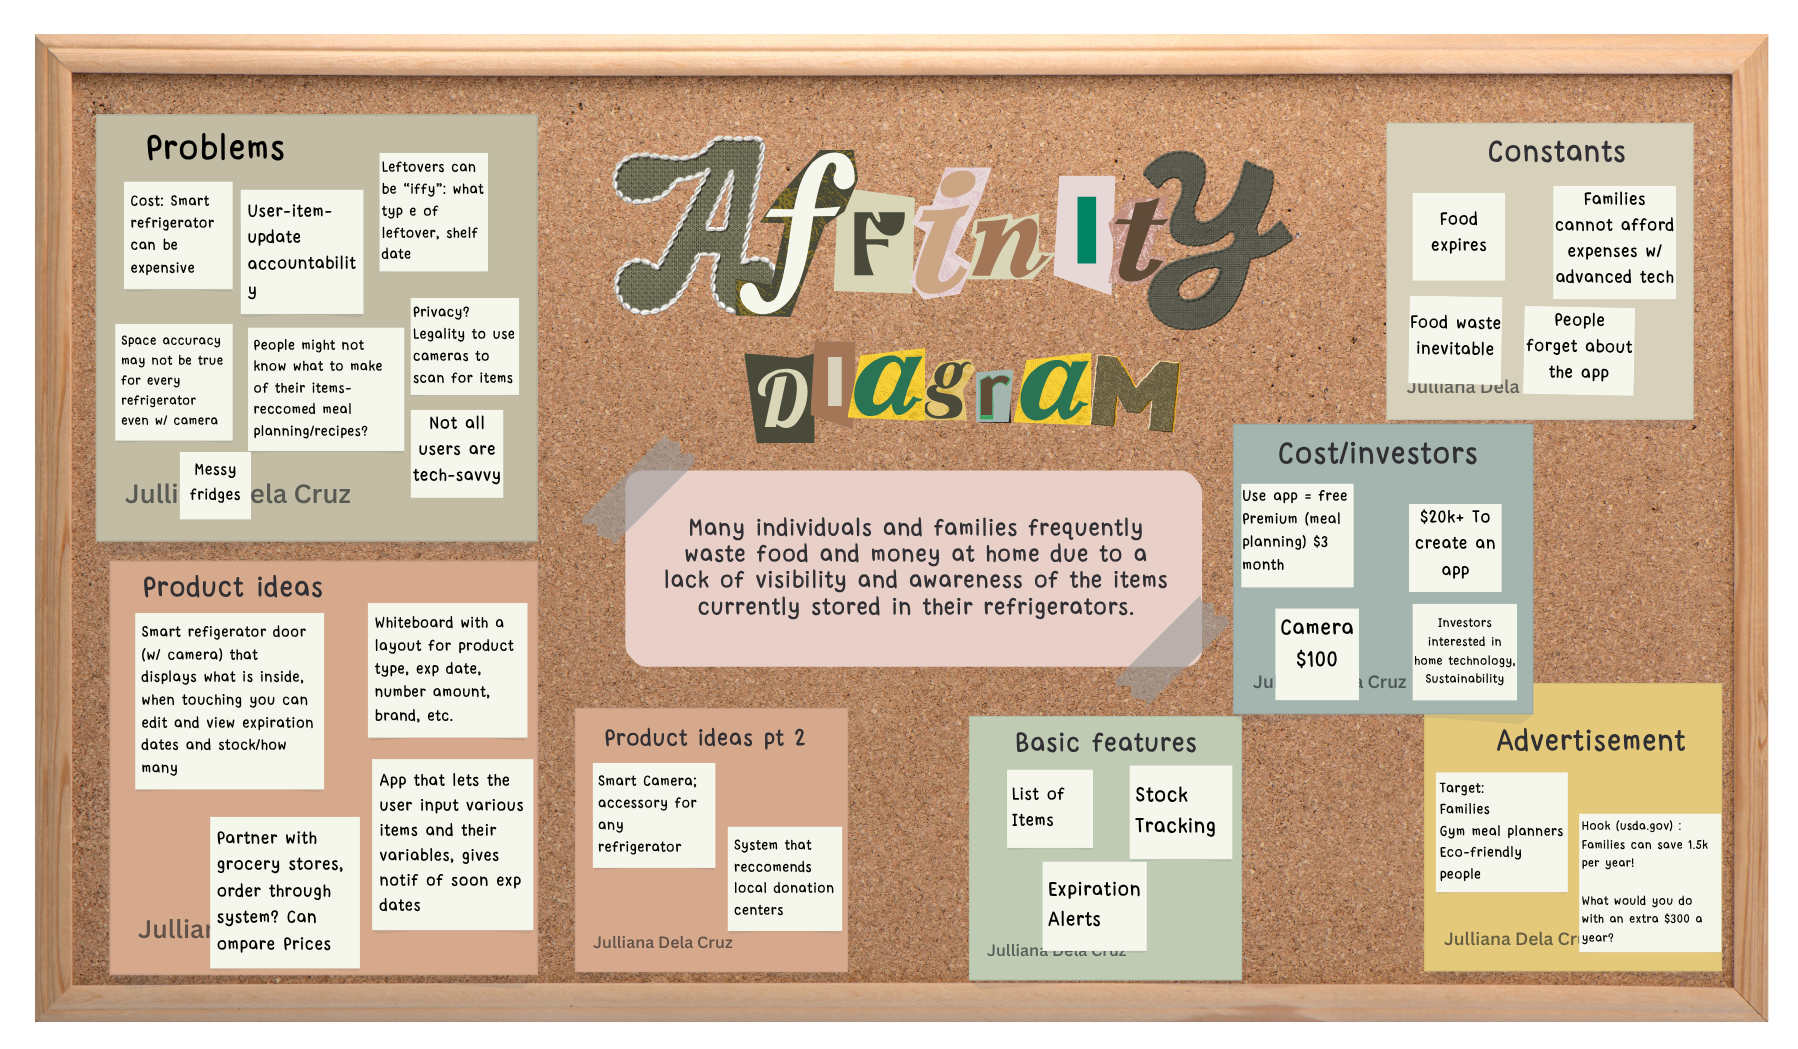 Affinity
Diagram
Many individuals and families frequently
waste food and money at home due to a
lack of visibility and awareness of the items
currently stored in their refrigerators.
Problems
Cost: Smart
refrigerator
can be
expensive
User-item-
update
accountabilit
y
Leftovers can
be “iffy”: what
typ e of
leftover, shelf
date
Space accuracy
may not be true
for every
refrigerator
even w/ camera
People might not
know what to make
of their items-
reccomed meal
planning/recipes?
Privacy?
Legality to use
cameras to
scan for items
Not all
users are
tech-savvy
Messy
fridges
Julli ela Cruz
Product ideas
Smart refigerator door
(w/ camera) that
displays what is inside,
when touching you can
edit and view expiration
dates and stock/how
many
Whiteboard with a
layout for product
type, exp date,
number amount,
brand, etc.
Partner with
grocery stores,
order through
system? Can
ompare Prices
App that lets the
user input various
items and their
variables, gives
notif of soon exp
dates
Jullia
Product ideas pt 2
Smart Camera;
accessory for
any
refrigerator
System that
reccomends
local donation
centers
Julliana Dela Cruz
Basic features
List of
Items
Stock
Tracking
Expiration
Alerts
Julliana Dela Cruz
Constants
Food
expires
Families
cannot afford
expenses w/
advanced tech
Food waste
inevitable
People
forget about
the app
Julliana Dela
Cost/investors
Use app = free
Premium (meal
planning) $3
month
$20k+ To
create an
app
Camera
$100
Investors
interested in
home technology,
Sustainability
Ju a Cruz
Advertisement
Target:
Families
Gym meal planners
Eco-friendly
people
Hook (usda.gov) :
Families can save 1.5k
per year!
What would you do
with an extra $300 a
year?
Julliana Dela Cr